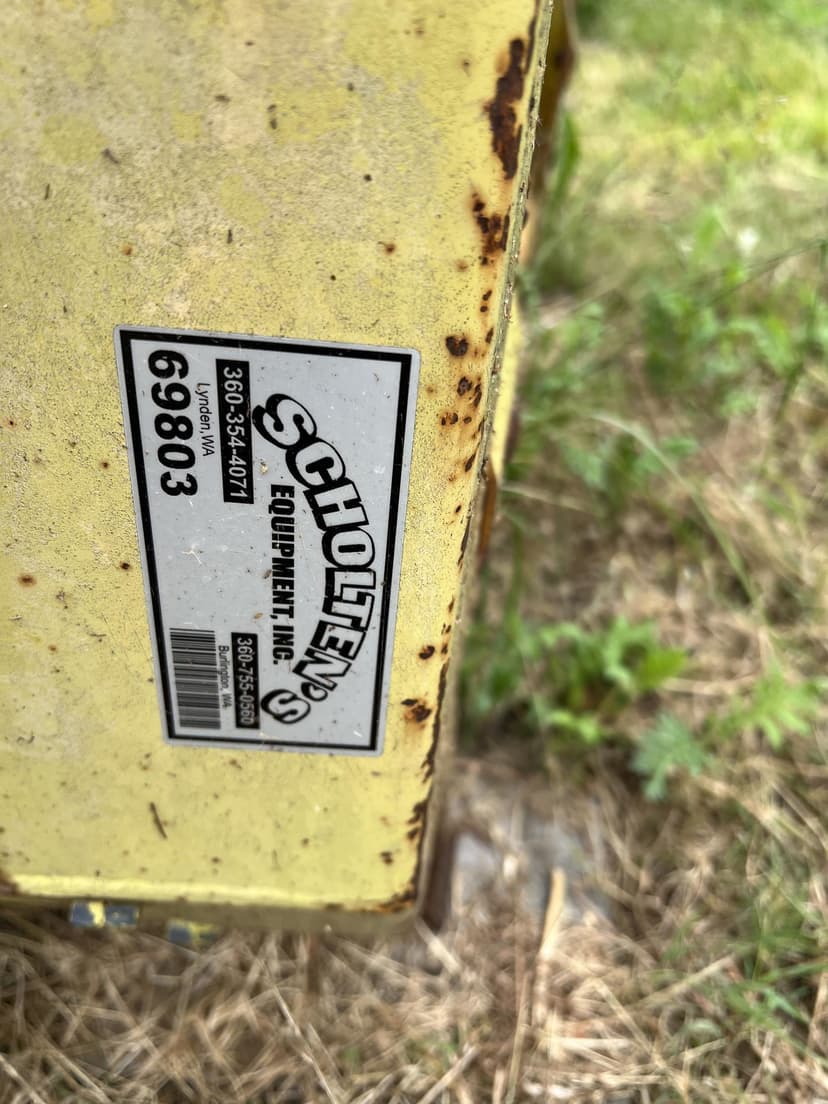 SCHOLTEN'S
EQUIPMENT, INC.
360-354-4071
Lynden, WA
360-755-0560
Burlington, WA
69803